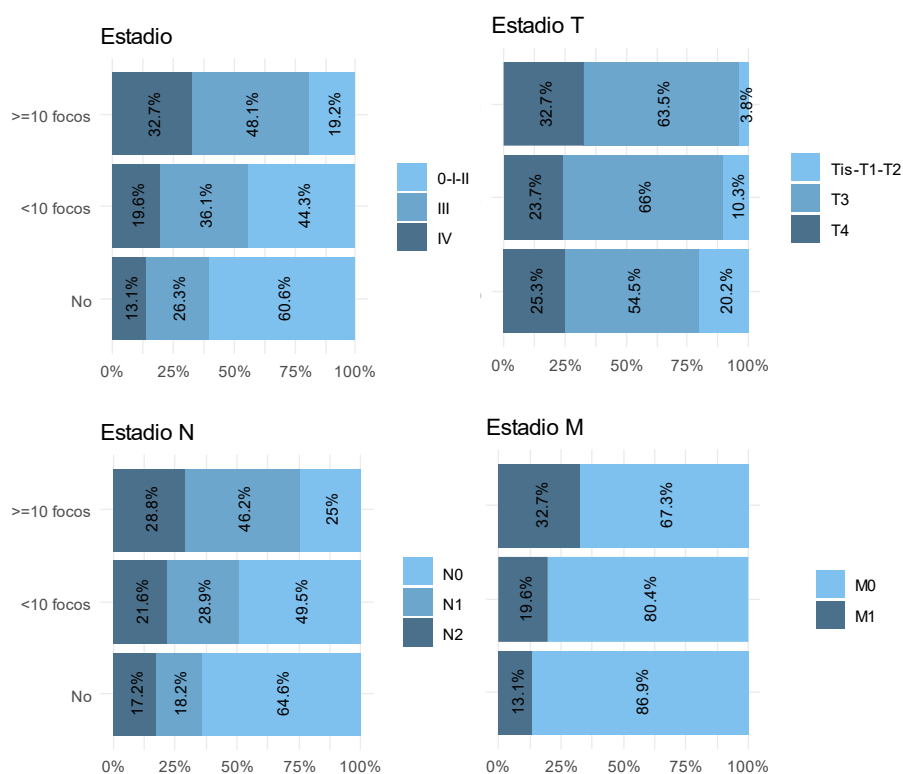 Estadio
>=10 focos
32.7%
48.1%
19.2%
<10 focos
19.6%
36.1%
44.3%
No
13.1%
26.3%
60.6%
0% 25% 50% 75% 100%
0-I-II
III
IV
Estadio T
32.7%
63.5%
3.8%
23.7%
66%
10.3%
25.3%
54.5%
20.2%
0% 25% 50% 75% 100%
Tis-T1-T2
T3
T4
Estadio N
>=10 focos
28.8%
46.2%
25%
<10 focos
21.6%
28.9%
49.5%
No
17.2%
18.2%
64.6%
0% 25% 50% 75% 100%
N0
N1
N2
Estadio M
32.7%
67.3%
19.6%
80.4%
13.1%
86.9%
0% 25% 50% 75% 100%
M0
M1